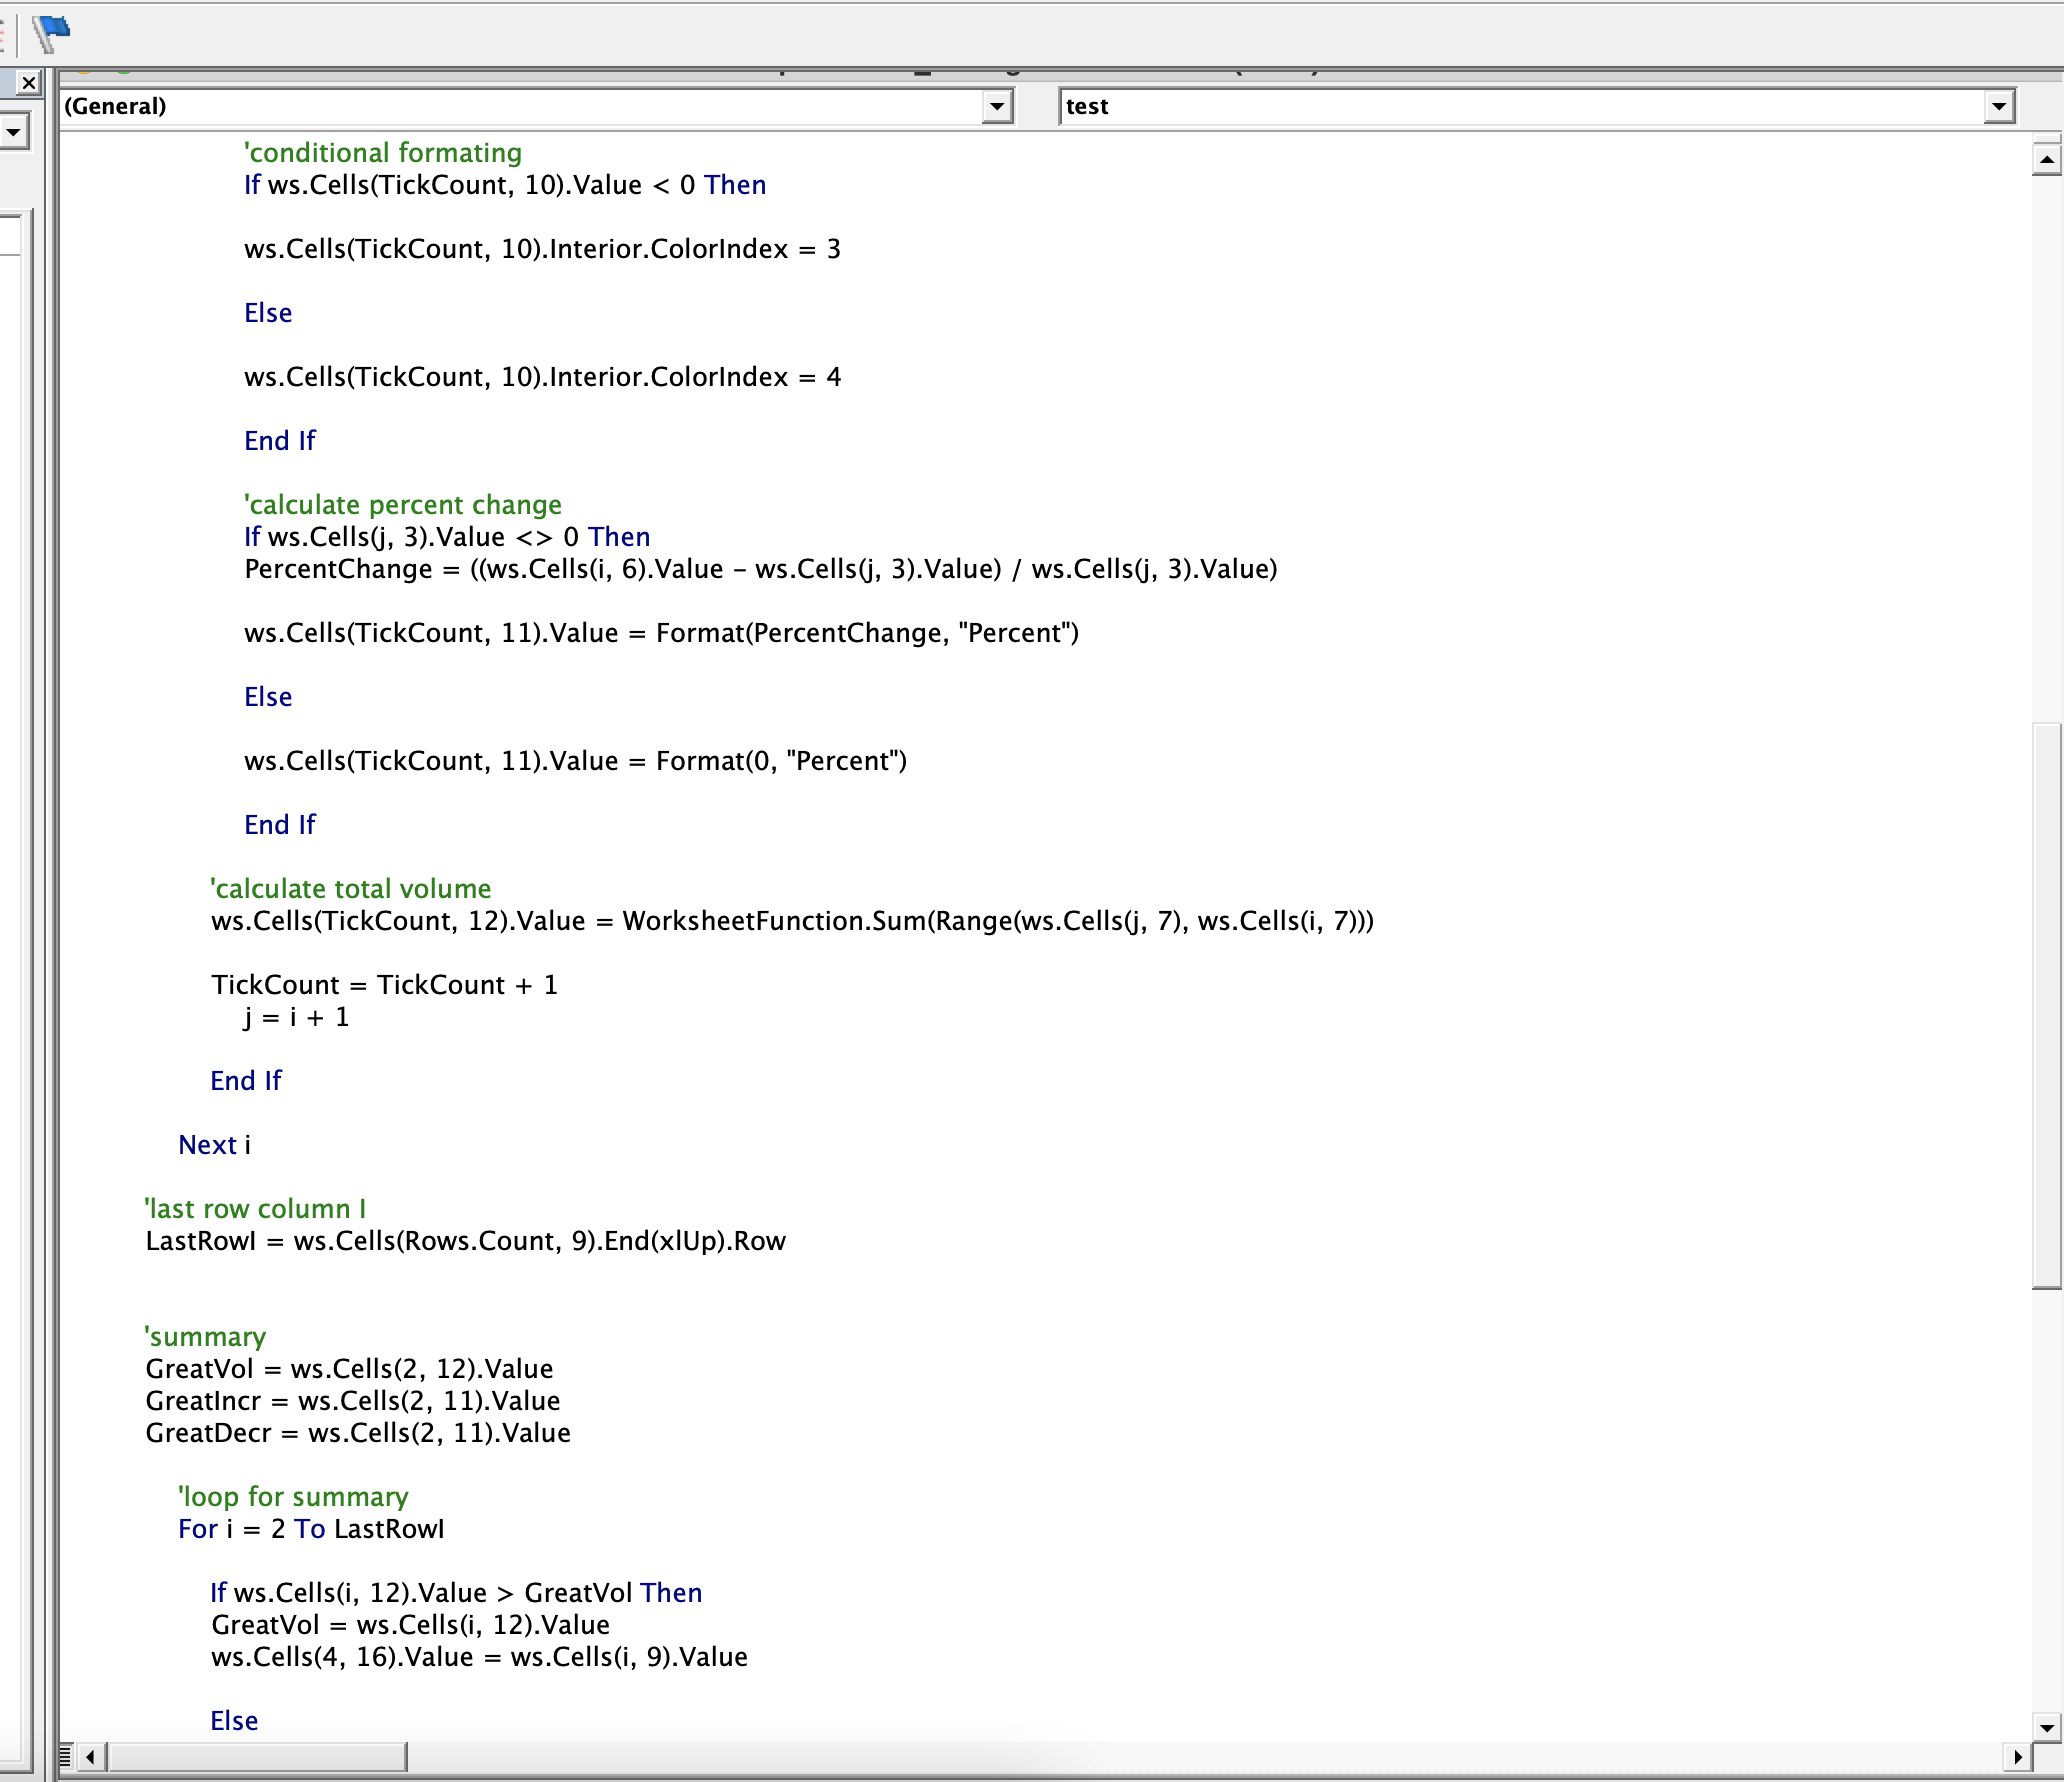 (General)
test
'conditional formating
If ws.Cells(TickCount, 10).Value < 0 Then
ws.Cells(TickCount, 10).Interior.ColorIndex = 3
Else
ws.Cells(TickCount, 10).Interior.ColorIndex = 4
End If
'calculate percent change
If ws.Cells(j, 3).Value <> 0 Then
PercentChange = ((ws.Cells(i, 6).Value - ws.Cells(j, 3).Value) / ws.Cells(j, 3).Value)
ws.Cells(TickCount, 11).Value = Format(PercentChange, "Percent")
Else
ws.Cells(TickCount, 11).Value = Format(0, "Percent")
End If
'calculate total volume
ws.Cells(TickCount, 12).Value = WorksheetFunction.Sum(Range(ws.Cells(j, 7), ws.Cells(i, 7)))
TickCount = TickCount + 1
j = i + 1
End If
Next i
'last row column I
LastRowI = ws.Cells(Rows.Count, 9).End(xlUp).Row
'summary
GreatVol = ws.Cells(2, 12).Value
GreatIncr = ws.Cells(2, 11).Value
GreatDecr = ws.Cells(2, 11).Value
'loop for summary
For i = 2 To LastRowI
If ws.Cells(i, 12).Value > GreatVol Then
GreatVol = ws.Cells(i, 12).Value
ws.Cells(4, 16).Value = ws.Cells(i, 9).Value
Else